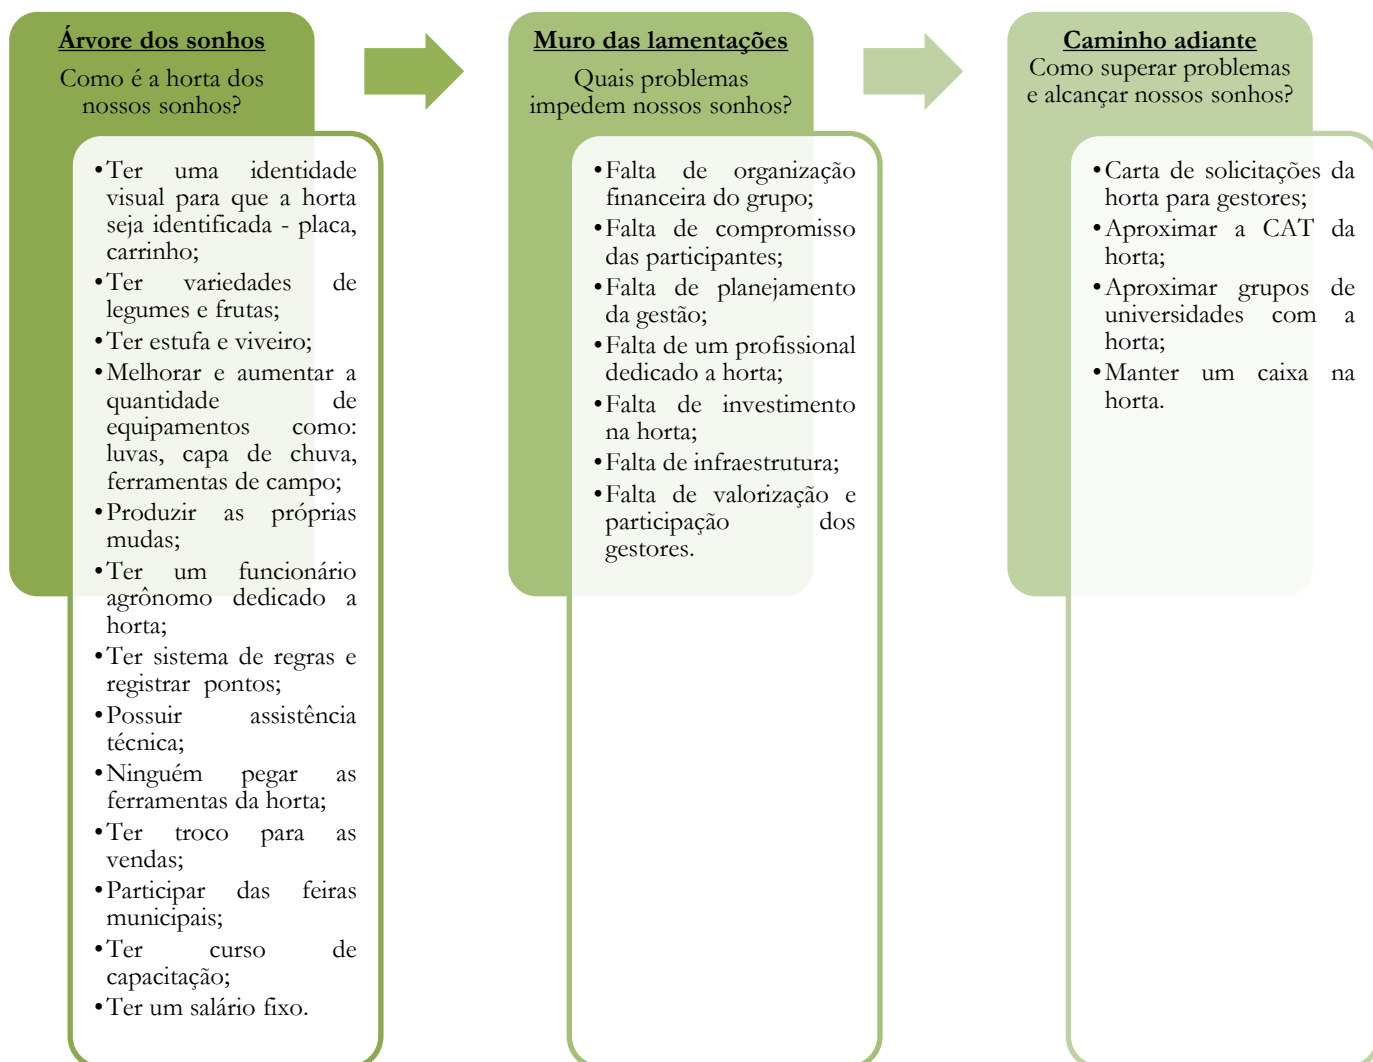 Árvore dos sonhos
Como é a horta dos
nossos sonhos?
•Ter uma identidade
visual para que a horta
seja identificada - placa,
carrinho;
•Ter variedades de
legumes e frutas;
•Ter estufa e viveiro;
•Melhorar e aumentar a
quantidade de
equipamentos como:
luvas, capa de chuva,
ferramentas de campo;
•Produzir as próprias
mudas;
•Ter um funcionário
agrônomo dedicado a
horta;
•Ter sistema de regras e
registrar pontos;
•Possuir assistência
técnica;
•Ninguém pegar as
ferramentas da horta;
•Ter troco para as
vendas;
•Participar das feiras
municipais;
•Ter curso de
capacitação;
•Ter um salário fixo.
Muro das lamentações
Quais problemas
impedem nossos sonhos?
•Falta de organização
financeira do grupo;
•Falta de compromisso
das participantes;
•Falta de planejamento
da gestão;
•Falta de um profissional
dedicado a horta;
•Falta de investimento
na horta;
•Falta de infraestrutura;
•Falta de valorização e
participação dos
gestores.
Caminho adiante
Como superar problemas
e alcançar nossos sonhos?
•Carta de solicitações da
horta para gestores;
•Aproximar a CAT da
horta;
•Aproximar grupos de
universidades com a
horta;
•Manter um caixa na
horta.